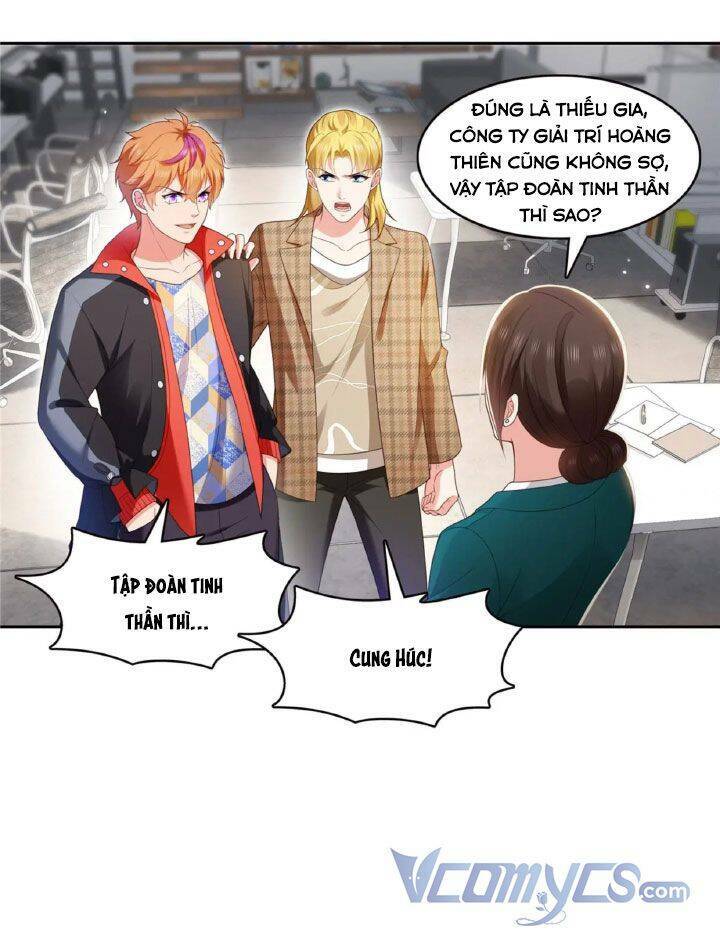 ĐÚNG LÀ THIẾU GIA,
CÔNG TY GIẢI TRÍ HOÀNG
THIÊN CŨNG KHÔNG SỢ,
VẬY TẬP ĐOÀN TINH THẦN
THÌ SAO?
TẬP ĐOÀN TINH
THẦN THÌ...
CUNG HÚC!
VCOMYCS.com